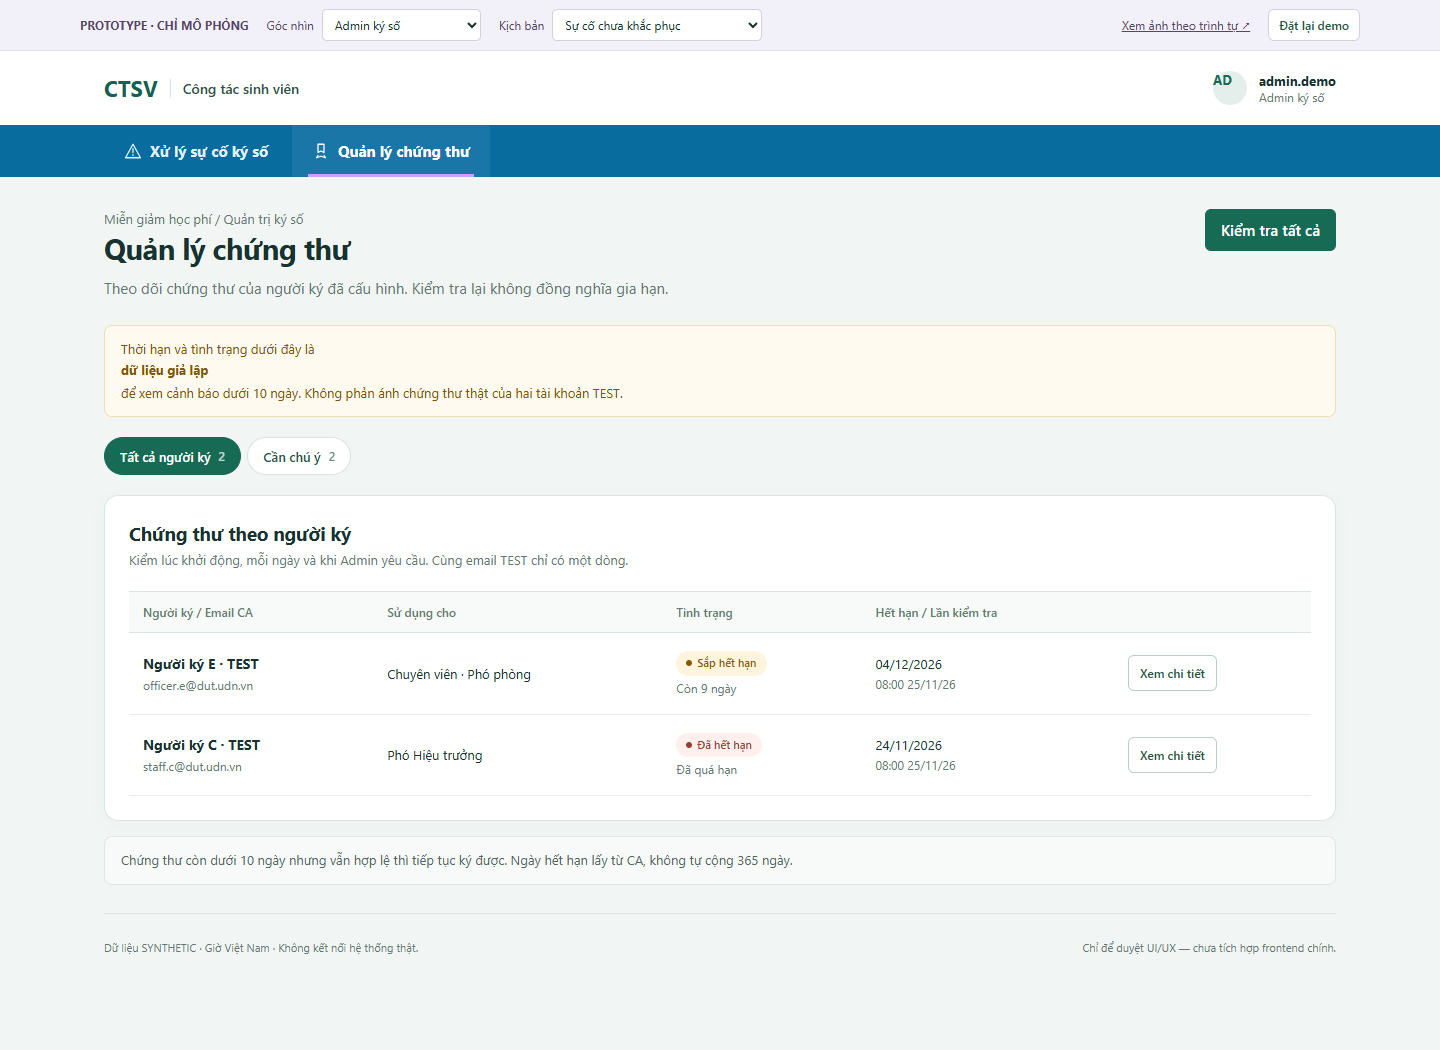 PROTOTYPE · CHỈ MÔ PHỎNG Góc nhìn Admin ký số Kịch bản Sự cố chưa khắc phục Xem ảnh theo trình tự ↗ Đặt lại demo
CTSV Công tác sinh viên
AD admin.demo
Admin ký số
Xử lý sự cố ký số Quản lý chứng thư
Miễn giảm học phí / Quản trị ký số
Kiểm tra tất cả
Quản lý chứng thư
Theo dõi chứng thư của người ký đã cấu hình. Kiểm tra lại không đồng nghĩa gia hạn.
Thời hạn và tình trạng dưới đây là
dữ liệu giả lập
để xem cảnh báo dưới 10 ngày. Không phản ánh chứng thư thật của hai tài khoản TEST.
Tất cả người ký 2 Cần chú ý 2
Chứng thư theo người ký
Kiểm lúc khởi động, mỗi ngày và khi Admin yêu cầu. Cùng email TEST chỉ có một dòng.
Người ký / Email CA Sử dụng cho Tình trạng Hết hạn / Lần kiểm tra
Người ký E · TEST
officer.e@dut.udn.vn
Chuyên viên · Phó phòng
Sắp hết hạn
Còn 9 ngày
04/12/2026
08:00 25/11/26
Xem chi tiết
Người ký C · TEST
staff.c@dut.udn.vn
Phó Hiệu trưởng
Đã hết hạn
Đã quá hạn
24/11/2026
08:00 25/11/26
Xem chi tiết
Chứng thư còn dưới 10 ngày nhưng vẫn hợp lệ thì tiếp tục ký được. Ngày hết hạn lấy từ CA, không tự cộng 365 ngày.
Dữ liệu SYNTHETIC · Giờ Việt Nam · Không kết nối hệ thống thật. Chỉ để duyệt UI/UX — chưa tích hợp frontend chính.